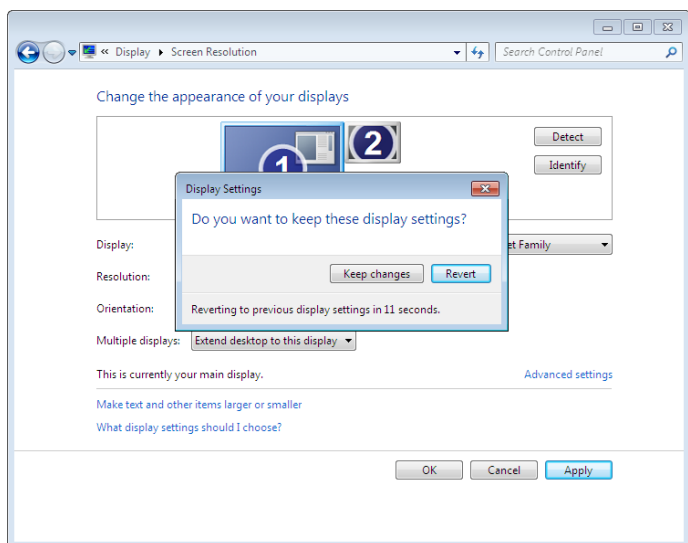 « Display ▸ Screen Resolution
Search Control Panel
Change the appearance of your displays
1
2
Detect
Identify
Display Settings
Do you want to keep these display settings?
Keep changes
Revert
Reverting to previous display settings in 11 seconds.
Display:
Family
Resolution:
Orientation:
Multiple displays:
Extend desktop to this display
This is currently your main display.
Advanced settings
Make text and other items larger or smaller
What display settings should I choose?
OK
Cancel
Apply